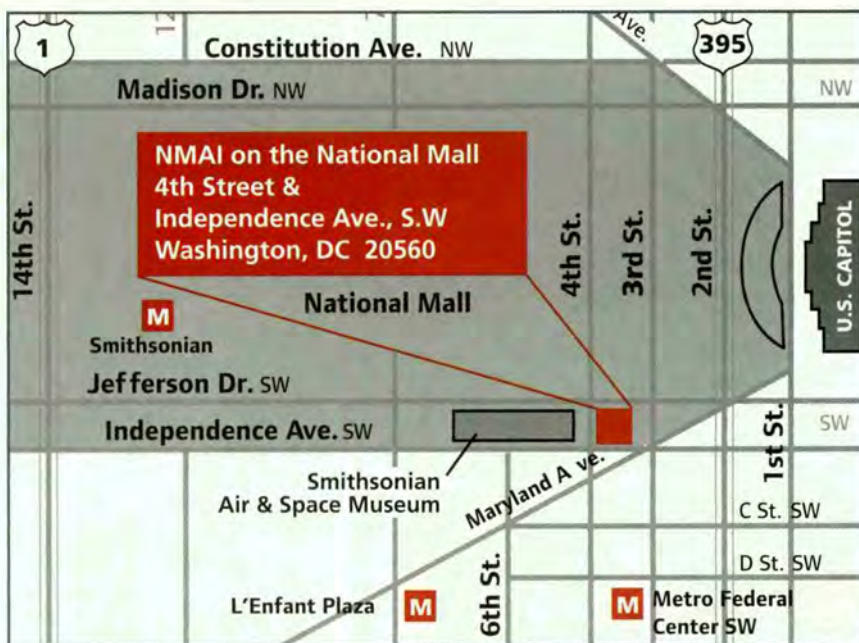 1
12
7
Ave.
395
Constitution Ave. NW
Madison Dr. NW
NW
NMAI on the National Mall
4th Street &
Independence Ave., S.W
Washington, DC 20560
14th St.
4th St.
3rd St.
2nd St.
U.S. CAPITOL
National Mall
M
Smithsonian
Jefferson Dr. SW
Independence Ave. SW
SW
1st St.
Smithsonian
Air & Space Museum
Maryland A ve.
C St. SW
D St. SW
6th St.
L'Enfant Plaza
M
M
Metro Federal
Center SW